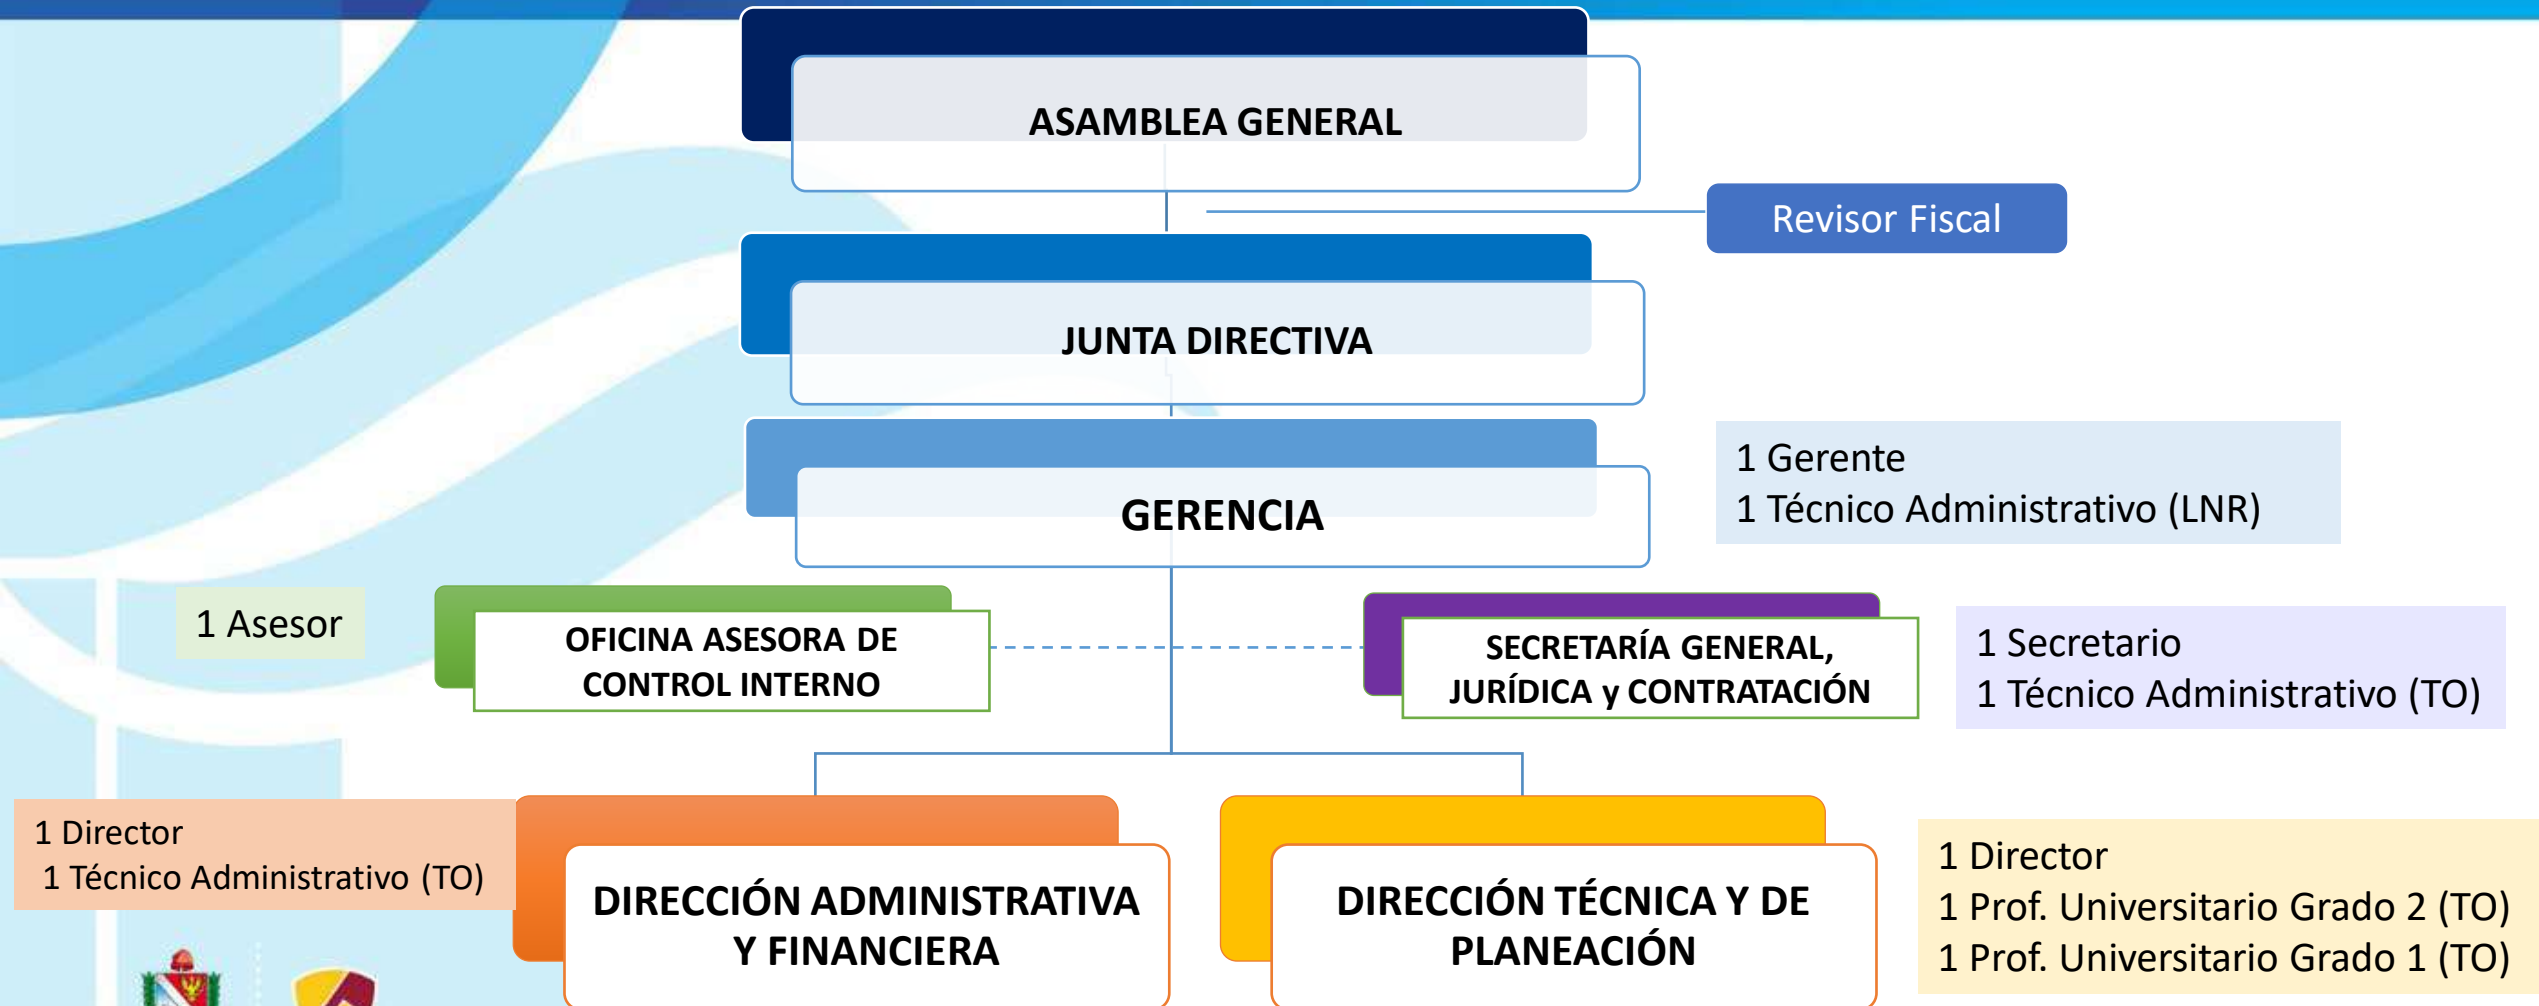 ASAMBLEA GENERAL
Revisor Fiscal
JUNTA DIRECTIVA
GERENCIA
1 Gerente
1 Técnico Administrativo (LNR)
1 Asesor
OFICINA ASESORA DE
CONTROL INTERNO
SECRETARÍA GENERAL,
JURÍDICA y CONTRATACIÓN
1 Secretario
1 Técnico Administrativo (TO)
1 Director
1 Técnico Administrativo (TO)
DIRECCIÓN ADMINISTRATIVA
Y FINANCIERA
DIRECCIÓN TÉCNICA Y DE
PLANEACIÓN
1 Director
1 Prof. Universitario Grado 2 (TO)
1 Prof. Universitario Grado 1 (TO)